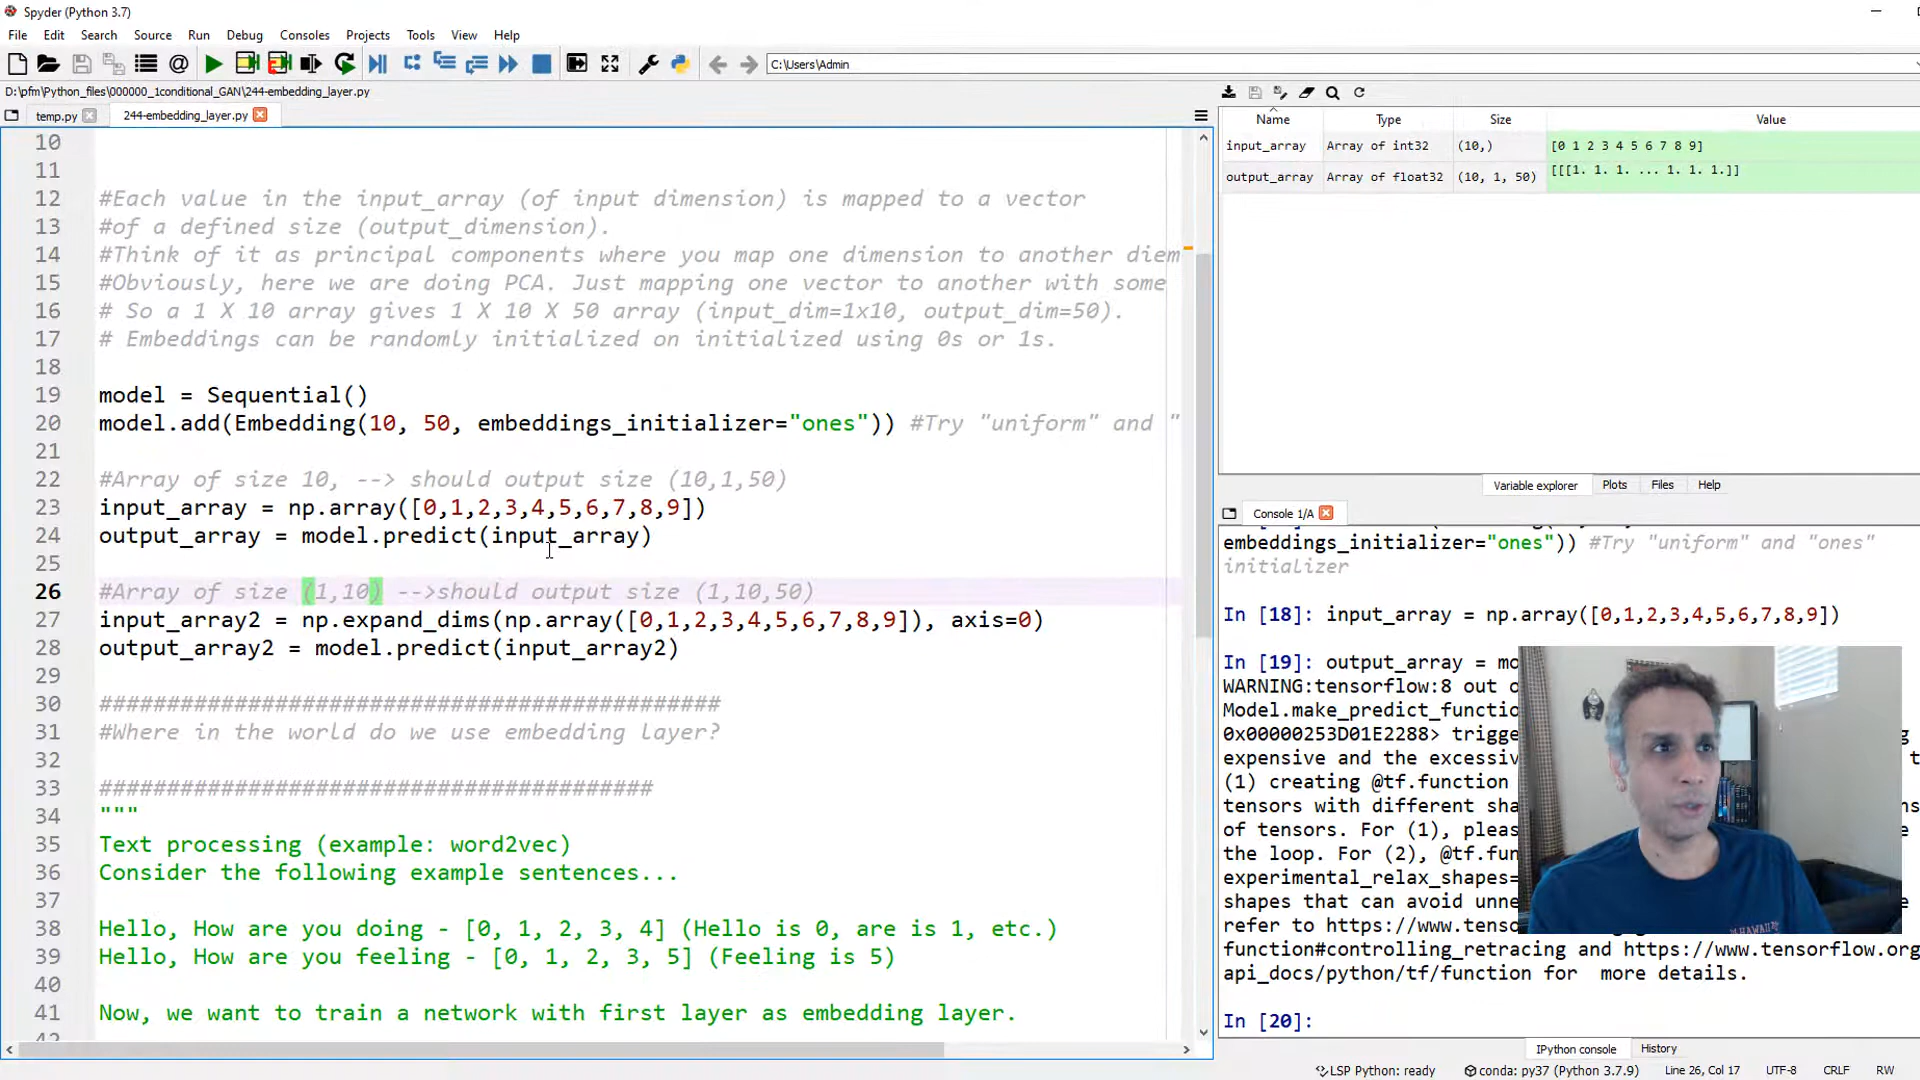 Spyder (Python 3.7)
File Edit Search Source Run Debug Consoles Projects Tools View Help
C:\Users\Admin
D:\pfm\Python_files\000000_1conditional_GAN\244-embedding_layer.py
temp.py 244-embedding_layer.py
10
11
12 #Each value in the input_array (of input dimension) is mapped to a vector
13 #of a defined size (output_dimension).
14 #Think of it as principal components where you map one dimension to another diem
15 #Obviously, here we are doing PCA. Just mapping one vector to another with some
16 # So a 1 X 10 array gives 1 X 10 X 50 array (input_dim=1x10, output_dim=50).
17 # Embeddings can be randomly initialized on initialized using 0s or 1s.
18
19 model = Sequential()
20 model.add(Embedding(10, 50, embeddings_initializer="ones")) #Try "uniform" and "
21
22 #Array of size 10, --> should output size (10,1,50)
23 input_array = np.array([0,1,2,3,4,5,6,7,8,9])
24 output_array = model.predict(input_array)
25
26 #Array of size (1,10) -->should output size (1,10,50)
27 input_array2 = np.expand_dims(np.array([0,1,2,3,4,5,6,7,8,9]), axis=0)
28 output_array2 = model.predict(input_array2)
29
30 ##############################################
31 #Where in the world do we use embedding layer?
32
33 #########################################
34 """
35 Text processing (example: word2vec)
36 Consider the following example sentences...
37
38 Hello, How are you doing - [0, 1, 2, 3, 4] (Hello is 0, are is 1, etc.)
39 Hello, How are you feeling - [0, 1, 2, 3, 5] (Feeling is 5)
40
41 Now, we want to train a network with first layer as embedding layer.
Name Type Size Value
input_array Array of int32 (10,) [0 1 2 3 4 5 6 7 8 9]
output_array Array of float32 (10, 1, 50) [[[1. 1. 1. ... 1. 1. 1.]]
Variable explorer Plots Files Help
Console 1/A
embeddings_initializer="ones")) #Try "uniform" and "ones"
initializer
In [18]: input_array = np.array([0,1,2,3,4,5,6,7,8,9])
In [19]: output_array =
WARNING:tensorflow:8 out
Model.make_predict_functio
0x00000253D01E2288> trigge
expensive and the excessiv
(1) creating @tf.function
tensors with different sha
of tensors. For (1), pleas
the loop. For (2), @tf.fun
experimental_relax_shapes=
shapes that can avoid unne
refer to https://www.tenso
function#controlling_retracing and https://www.tensorflow.org
api_docs/python/tf/function for more details.
In [20]:
IPython console History
LSP Python: ready conda: py37 (Python 3.7.9) Line 26, Col 17 UTF-8 CRLF RW